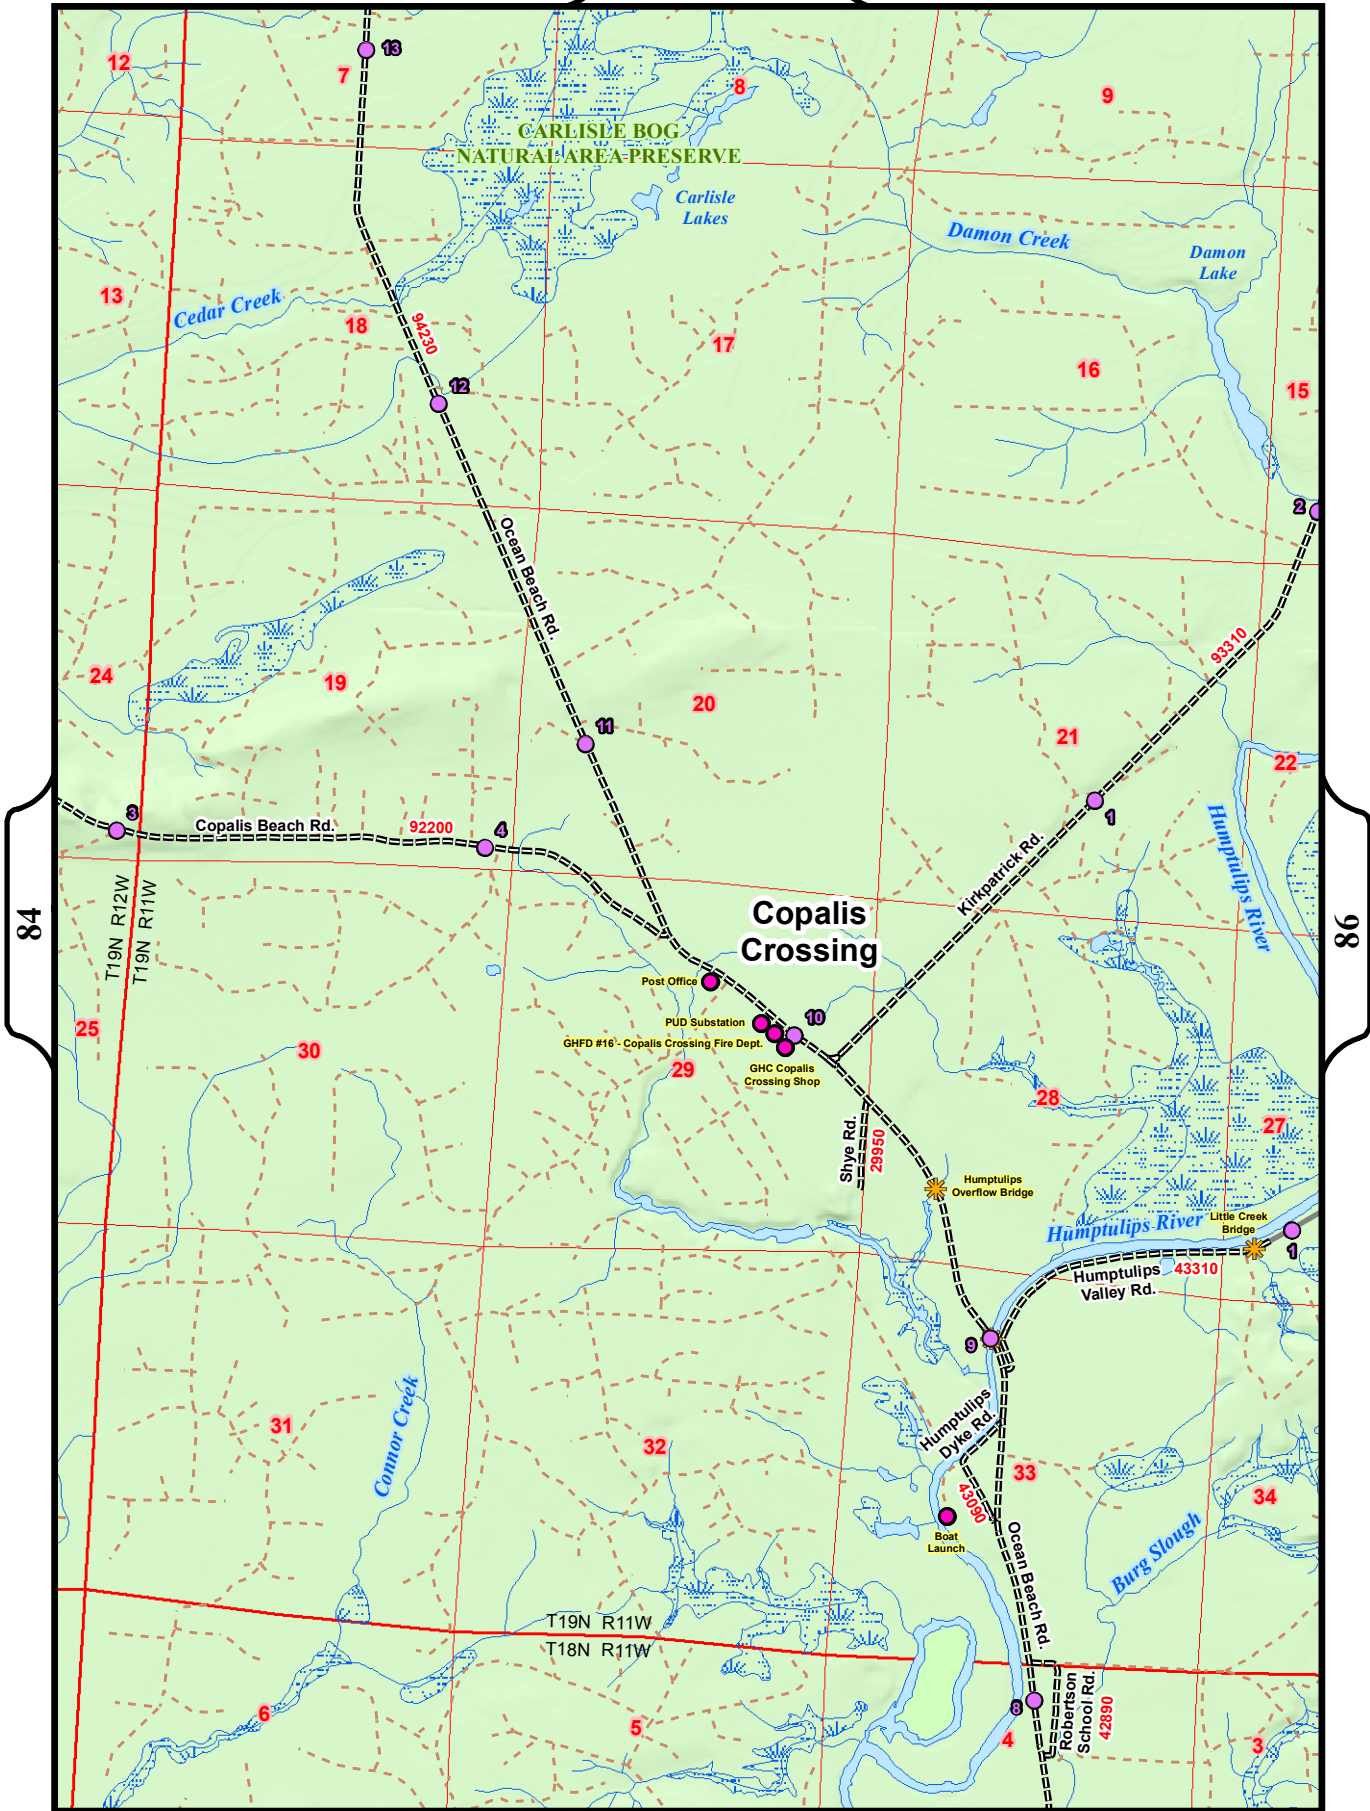 13
12
7
8
9
CARLISLE BOG
NATURAL AREA PRESERVE
Carlisle
Lakes
Damon Creek
Damon
Lake
13
Cedar Creek
18
94230
17
16
15
12
2
Ocean Beach Rd.
24
19
20
93310
21
22
11
3
Copalis Beach Rd.
92200
4
1
Kirkpatrick Rd.
Humptulips River
84
86
T19N R12W
T19N R11W
Copalis
Crossing
Post Office
PUD Substation
10
GHFD #16 - Copalis Crossing Fire Dept.
GHC Copalis
Crossing Shop
25
30
29
28
27
Shye Rd.
29950
Humptulips
Overflow Bridge
Humptulips River
Little Creek
Bridge
1
Humptulips
Valley Rd.
43310
9
Connor Creek
31
32
Humptulips
Dyke Rd.
33
34
43090
Boat
Launch
Ocean Beach Rd.
Burg Slough
T19N R11W
T18N R11W
6
5
8
4
Robertson
School Rd.
42890
3